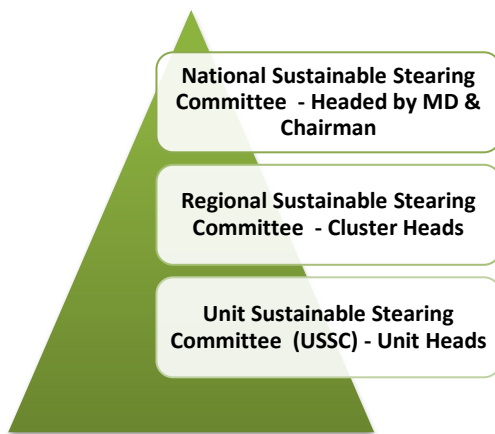 National Sustainable Stearing
Committee - Headed by MD &
Chairman
Regional Sustainable Stearing
Committee - Cluster Heads
Unit Sustainable Stearing
Committee (USSC) - Unit Heads